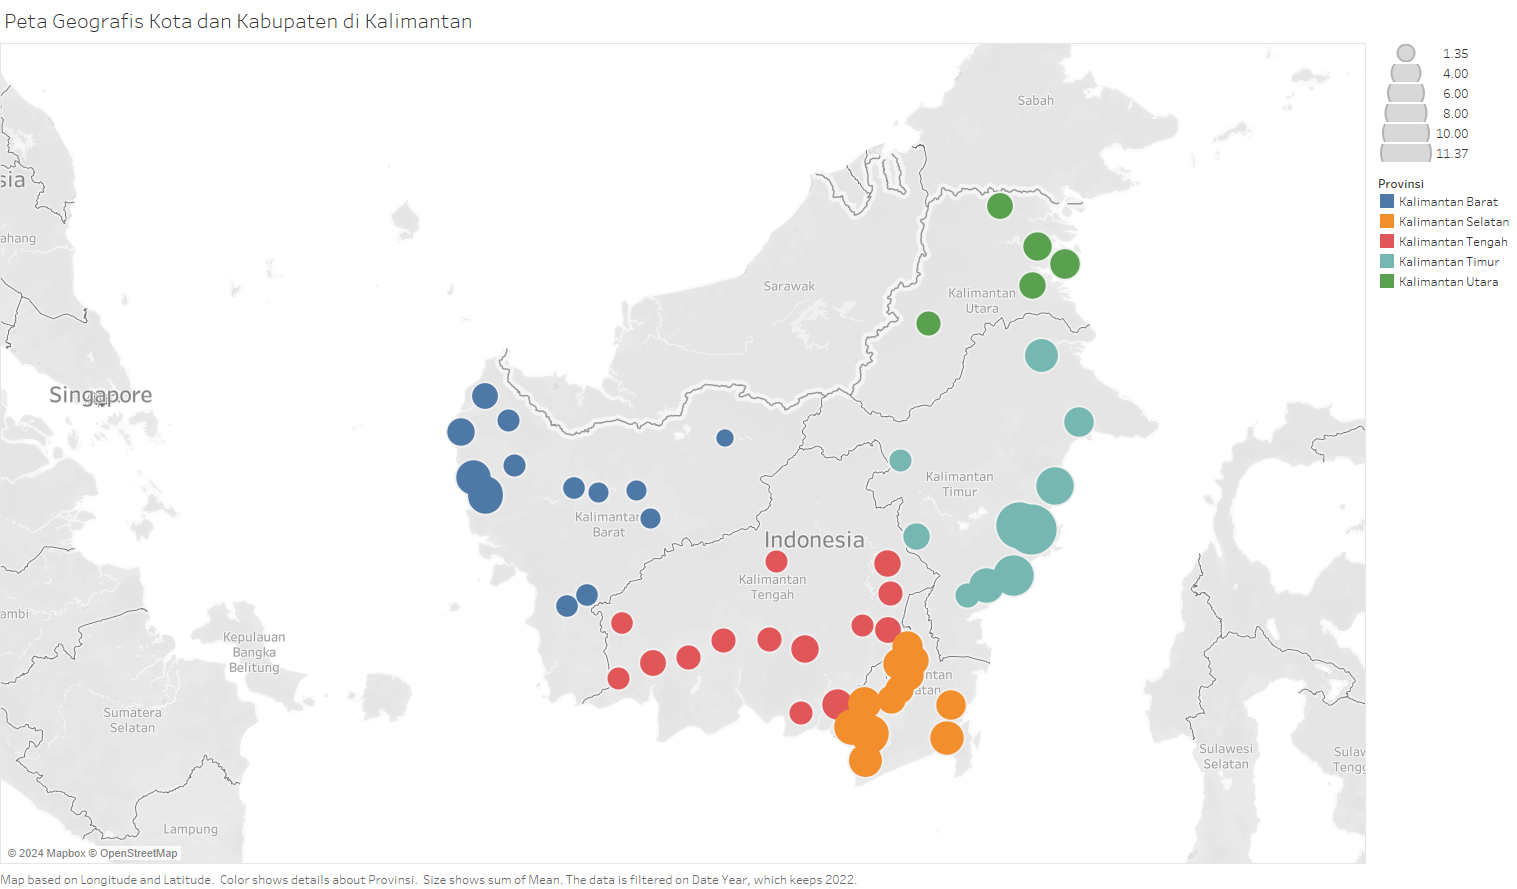 Peta Geografis Kota dan Kabupaten di Kalimantan
1.35
4.00
6.00
8.00
10.00
11.37
Provinsi
Kalimantan Barat
Kalimantan Selatan
Kalimantan Tengah
Kalimantan Timur
Kalimantan Utara
Sabah
sia
ahang
Sarawak
Kalimantan
Utara
Singapore
Kalimantan
Timur
Kalimantan
Barat
Indonesia
Kalimantan
Tengah
ambi
Kepulauan
Bangka
Belitung
ntan
atan
Sumatera
Selatan
Sulawesi
Selatan
Sulaw
Tengg
Lampung
© 2024 Mapbox © OpenStreetMap
Map based on Longitude and Latitude.  Color shows details about Provinsi.  Size shows sum of Mean. The data is filtered on Date Year, which keeps 2022.